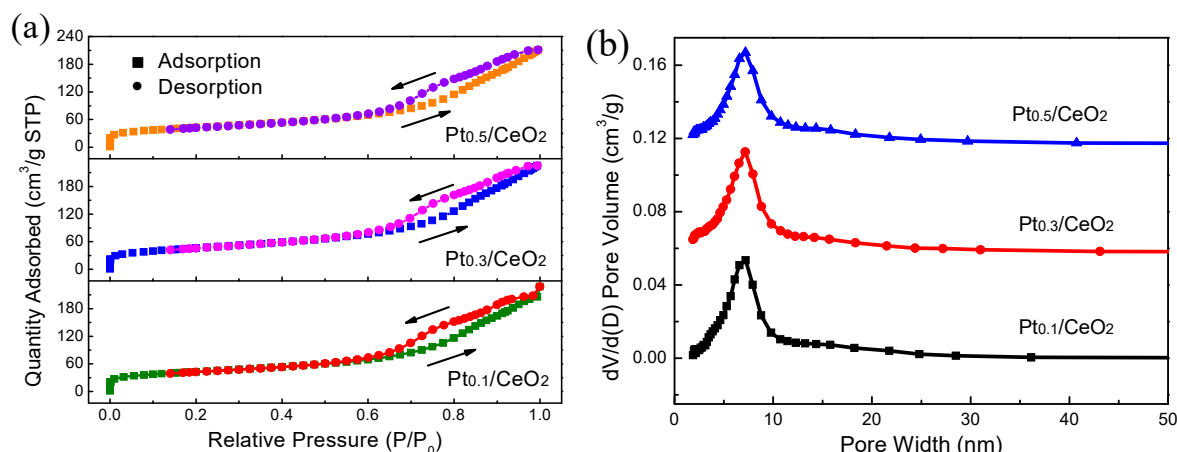 (a)
Quantity Adsorbed (cm³/g STP)
240
180
120
60
0
Adsorption
Desorption
Pt0.5/CeO2
180
120
60
0
Pt0.3/CeO2
180
120
60
0
Pt0.1/CeO2
0.0 0.2 0.4 0.6 0.8 1.0
Relative Pressure (P/P0)
(b)
dV/d(D) Pore Volume (cm³/g)
0.16
0.12
0.08
0.04
0.00
Pt0.5/CeO2
Pt0.3/CeO2
Pt0.1/CeO2
0 10 20 30 40 50
Pore Width (nm)